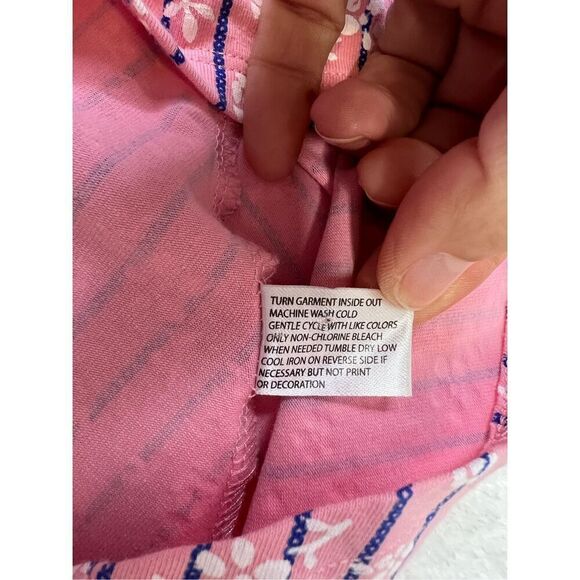 TURN GARMENT INSIDE OUT
MACHINE WASH COLD
GENTLE CYCLE WITH LIKE COLORS
ONLY NON-CHLORINE BLEACH
WHEN NEEDED TUMBLE DRY LOW
COOL IRON ON REVERSE SIDE IF
NECESSARY BUT NOT PRINT
OR DECORATION